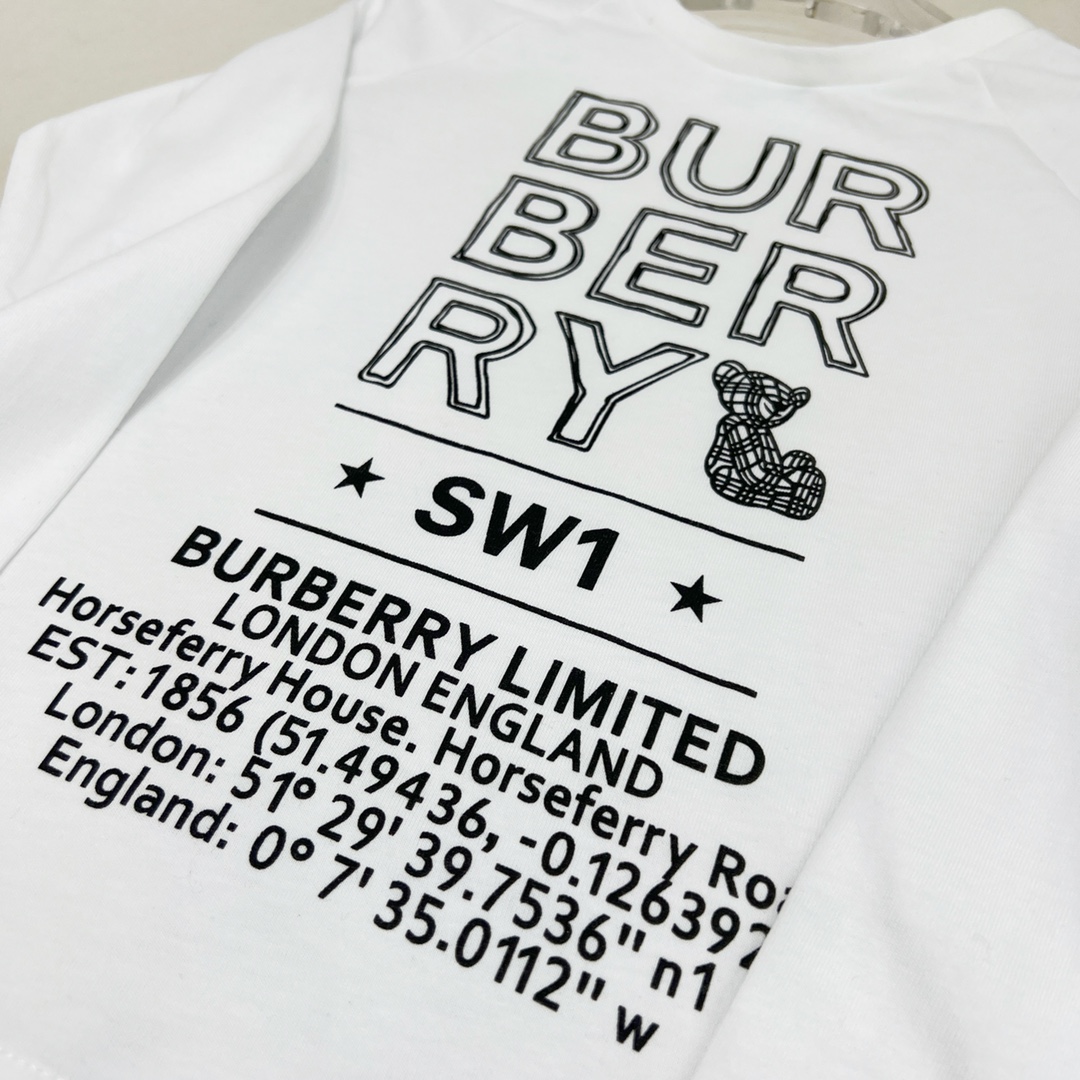 BUR
BER
RY
SW1
BURBERRY LIMITED
LONDON ENGLAND
Horseferry House. Horseferry
EST: 1856 (51.49436, -0.126392
London: 51° 29' 39.7536" n1
England: 0° 7' 35.0112" w